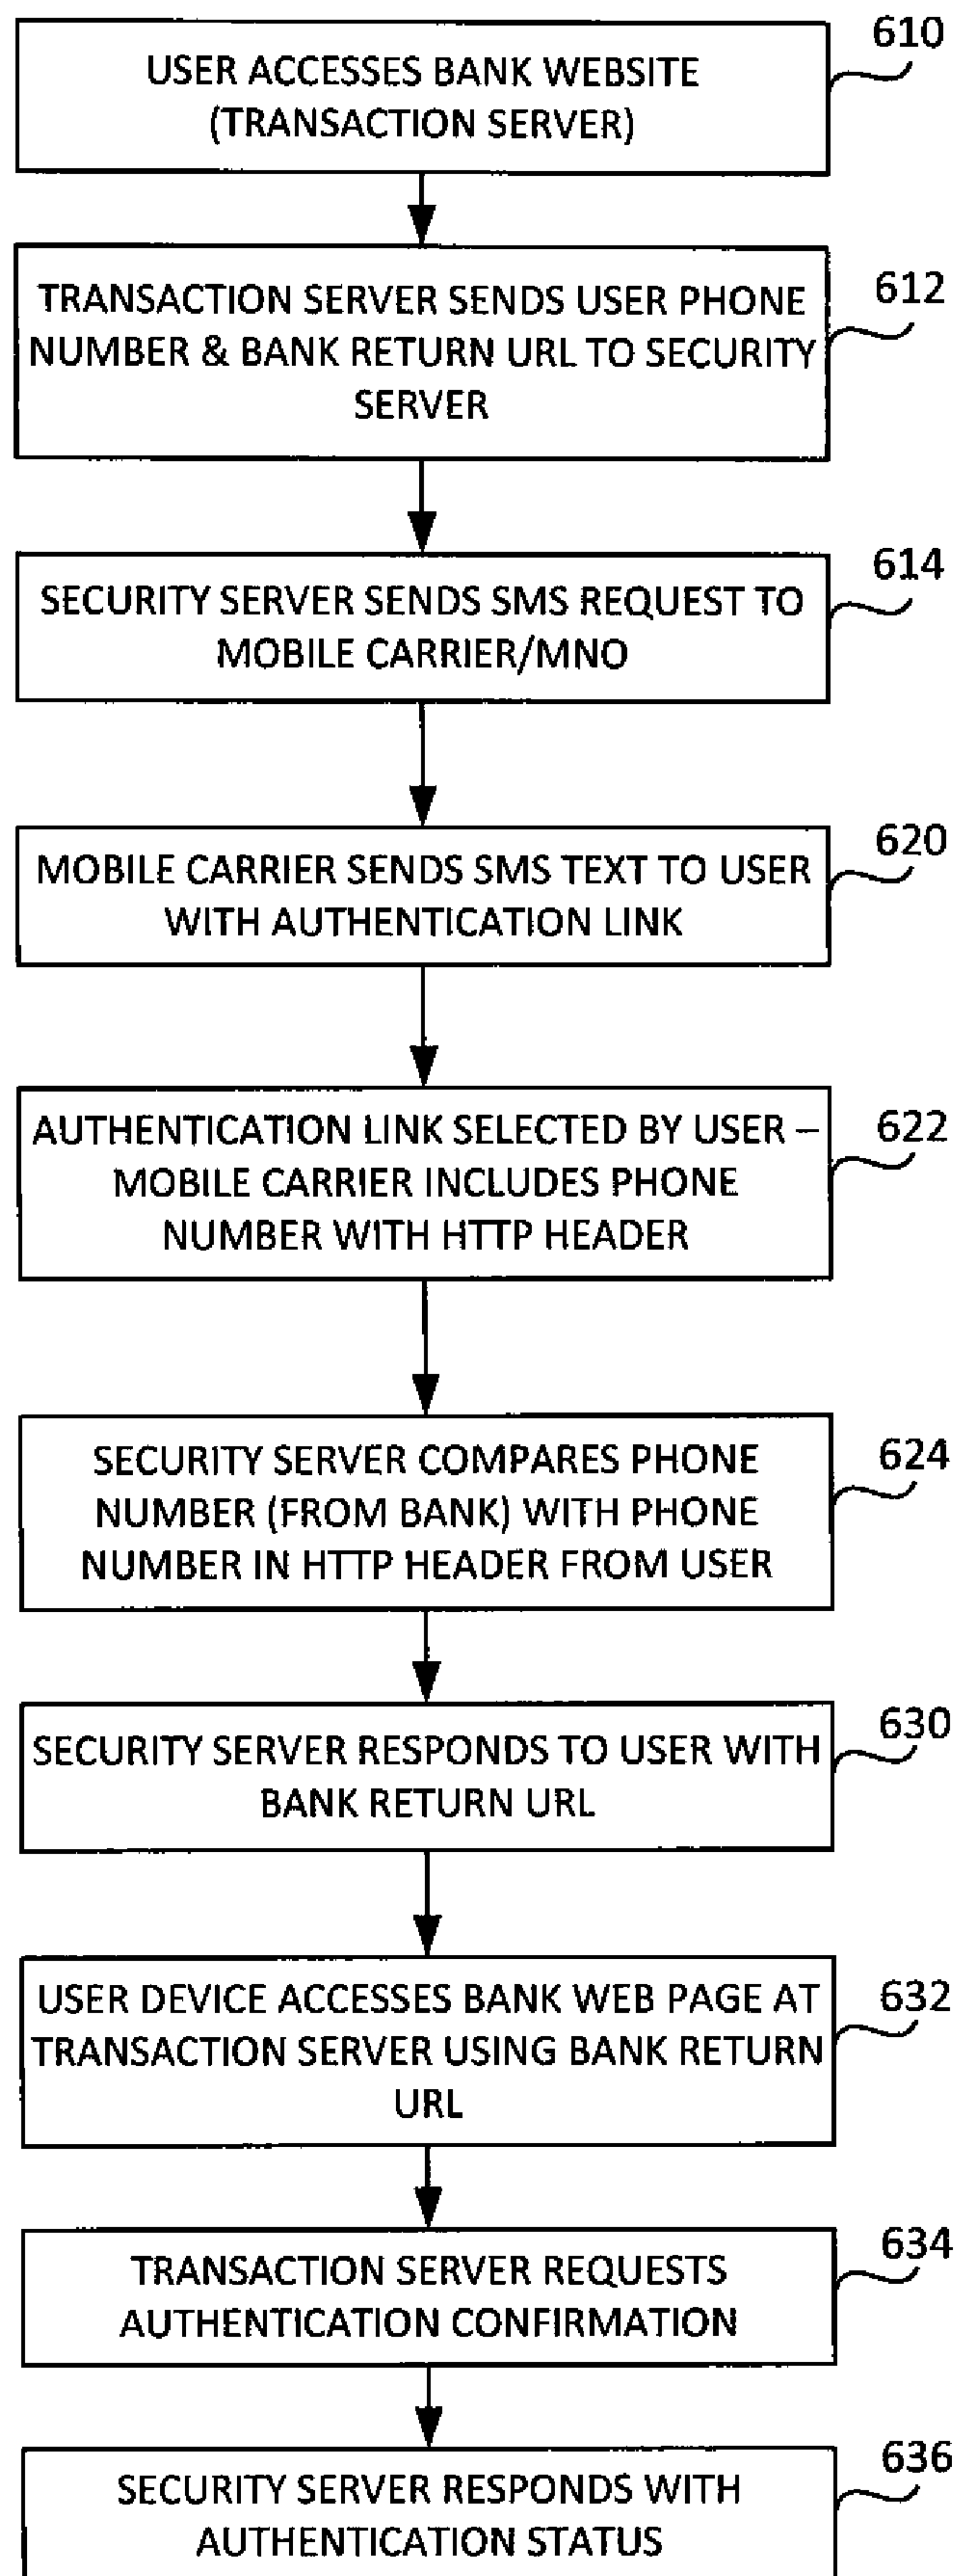 610
USER ACCESSES BANK WEBSITE
(TRANSACTION SERVER)
612
TRANSACTION SERVER SENDS USER PHONE
NUMBER & BANK RETURN URL TO SECURITY
SERVER
614
SECURITY SERVER SENDS SMS REQUEST TO
MOBILE CARRIER/MNO
620
MOBILE CARRIER SENDS SMS TEXT TO USER
WITH AUTHENTICATION LINK
622
AUTHENTICATION LINK SELECTED BY USER –
MOBILE CARRIER INCLUDES PHONE
NUMBER WITH HTTP HEADER
624
SECURITY SERVER COMPARES PHONE
NUMBER (FROM BANK) WITH PHONE
NUMBER IN HTTP HEADER FROM USER
630
SECURITY SERVER RESPONDS TO USER WITH
BANK RETURN URL
632
USER DEVICE ACCESSES BANK WEB PAGE AT
TRANSACTION SERVER USING BANK RETURN
URL
634
TRANSACTION SERVER REQUESTS
AUTHENTICATION CONFIRMATION
636
SECURITY SERVER RESPONDS WITH
AUTHENTICATION STATUS